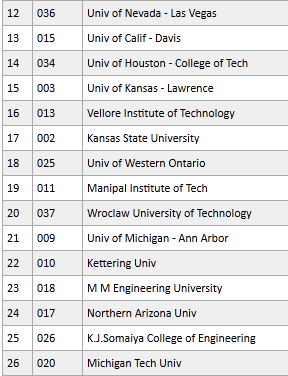 12 036 Univ of Nevada - Las Vegas
13 015 Univ of Calif - Davis
14 034 Univ of Houston - College of Tech
15 003 Univ of Kansas - Lawrence
16 013 Vellore Institute of Technology
17 002 Kansas State University
18 025 Univ of Western Ontario
19 011 Manipal Institute of Tech
20 037 Wroclaw University of Technology
21 009 Univ of Michigan - Ann Arbor
22 010 Kettering Univ
23 018 M M Engineering University
24 017 Northern Arizona Univ
25 026 K.J.Somaiya College of Engineering
26 020 Michigan Tech Univ